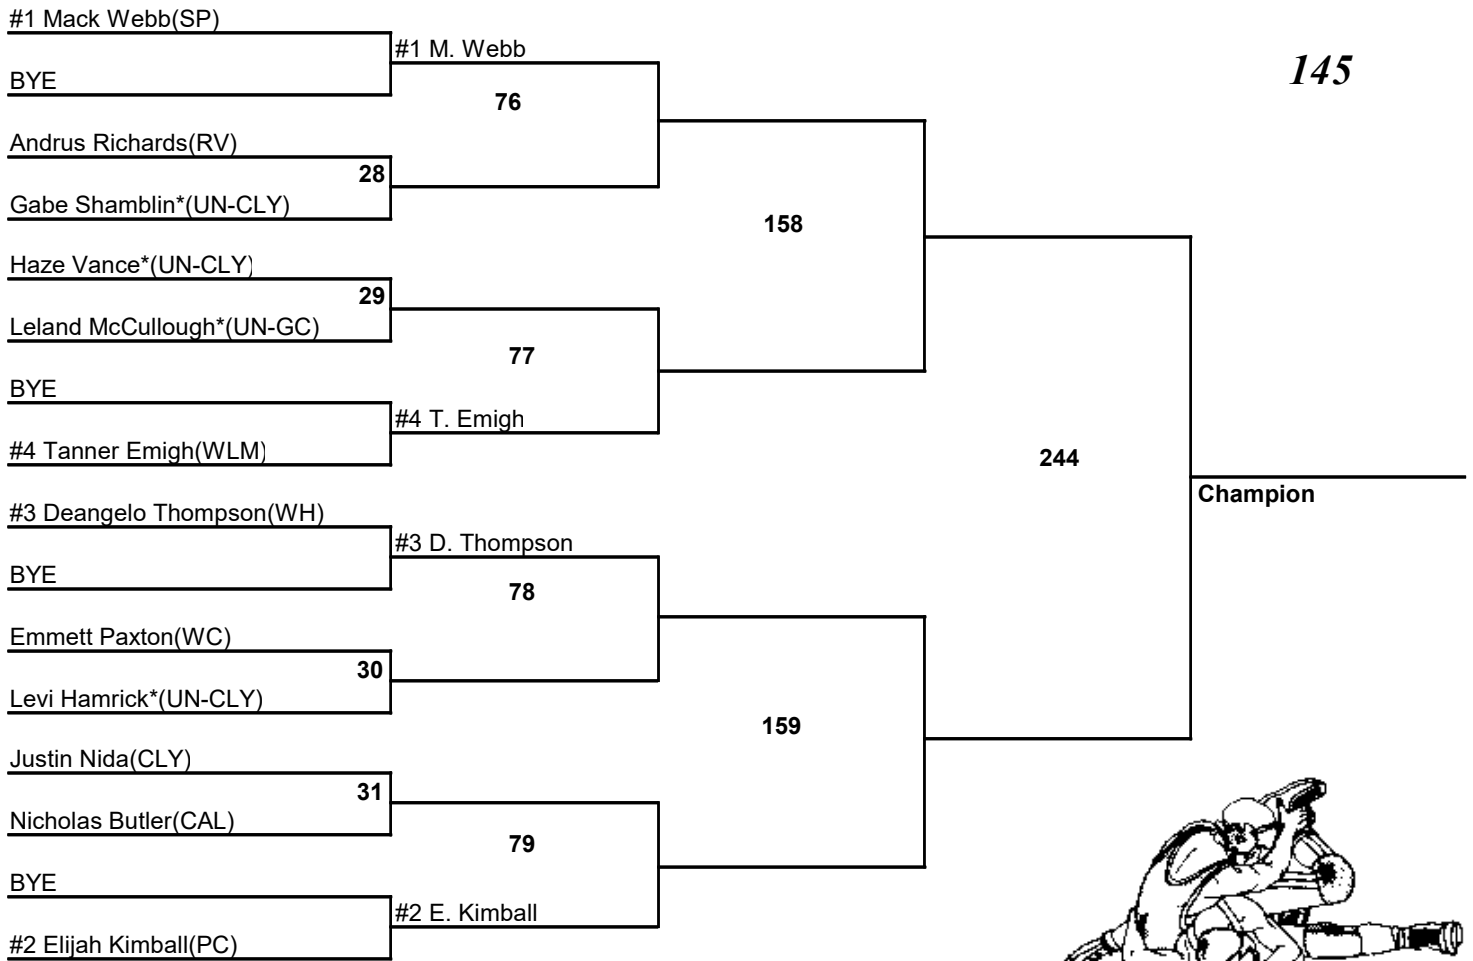 #1 Mack Webb(SP)
#1 M. Webb
145
BYE
76
Andrus Richards(RV)
28
Gabe Shamblin*(UN-CLY)
158
Haze Vance*(UN-CLY)
29
Leland McCullough*(UN-GC)
77
BYE
#4 T. Emigh
#4 Tanner Emigh(WLM)
244
Champion
#3 Deangelo Thompson(WH)
#3 D. Thompson
BYE
78
Emmett Paxton(WC)
30
Levi Hamrick*(UN-CLY)
159
Justin Nida(CLY)
31
Nicholas Butler(CAL)
79
BYE
#2 E. Kimball
#2 Elijah Kimball(PC)